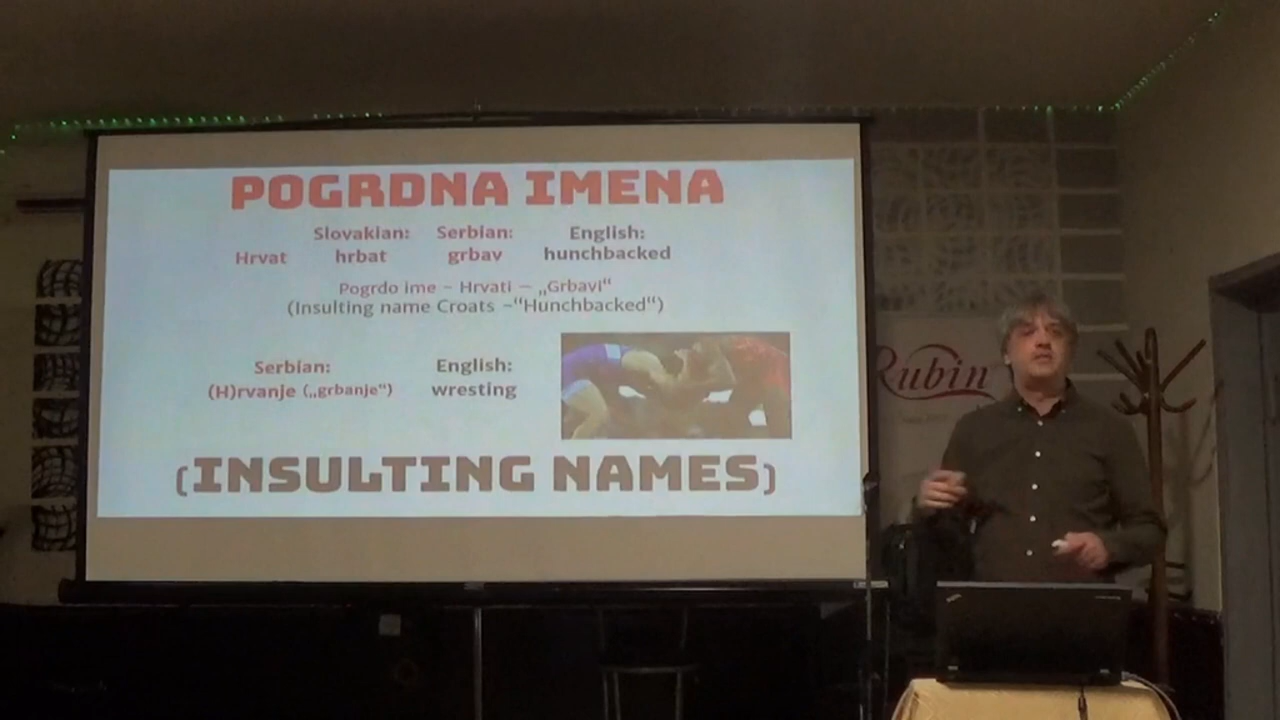 POGRDNA IMENA
Slovakian: Serbian: English:
Hrvat hrbat grbav hunchbacked
Pogrdo ime - Hrvati — „Grbavi“
(Insulting name Croats -“Hunchbacked“)
Serbian: English:
(H)rvanje („grbanje“) wresting
(INSULTING NAMES)
Rubin